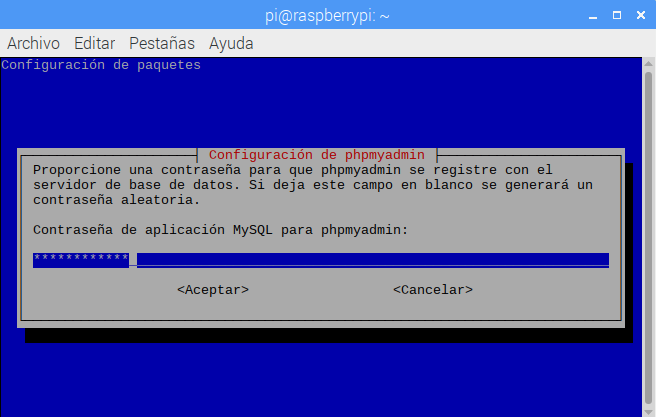 pi@raspberrypi: ~
Archivo Editar Pestañas Ayuda
Configuración de paquetes
Configuración de phpmyadmin
Proporcione una contraseña para que phpmyadmin se registre con el
servidor de base de datos. Si deja este campo en blanco se generará un
contraseña aleatoria.
Contraseña de aplicación MySQL para phpmyadmin:
************
<Aceptar> <Cancelar>